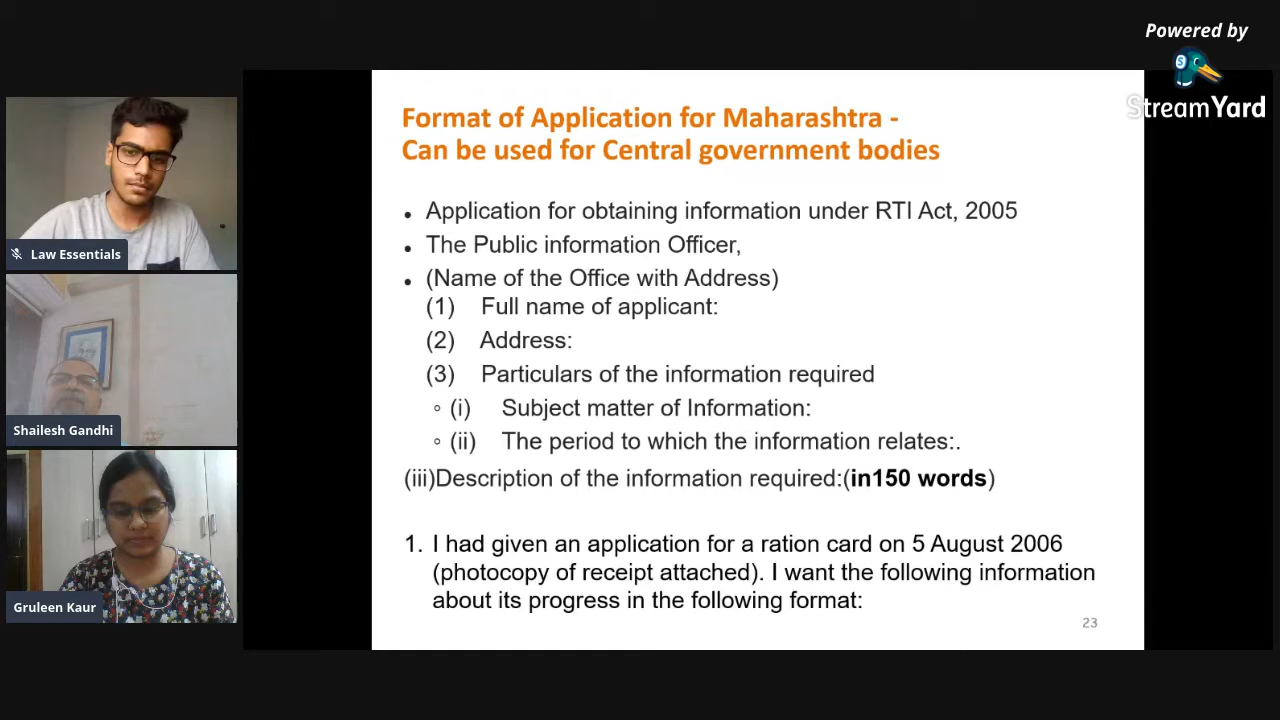 Powered by
StreamYard
Format of Application for Maharashtra -
Can be used for Central government bodies
• Application for obtaining information under RTI Act, 2005
• The Public information Officer,
• (Name of the Office with Address)
(1) Full name of applicant:
(2) Address:
(3) Particulars of the information required
◦ (i) Subject matter of Information:
◦ (ii) The period to which the information relates:.
(iii)Description of the information required:(in150 words)
1. I had given an application for a ration card on 5 August 2006
(photocopy of receipt attached). I want the following information
about its progress in the following format:
23
Law Essentials
Shailesh Gandhi
Gruleen Kaur